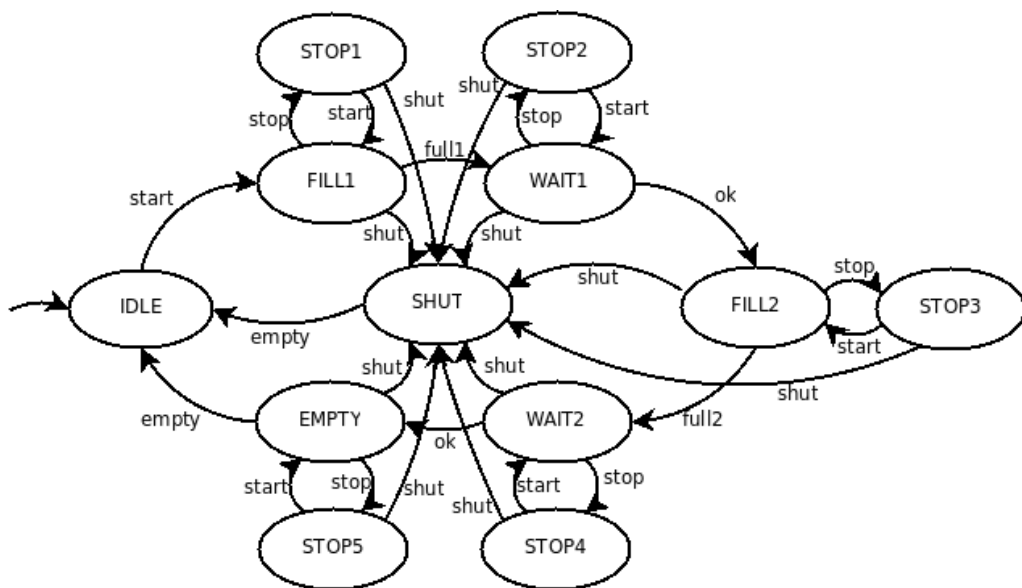 STOP1
STOP2
shut
shut
stop
start
stop
start
full1
FILL1
WAIT1
start
ok
shut
shut
stop
shut
IDLE
SHUT
FILL2
STOP3
empty
start
shut
shut
shut
empty
EMPTY
WAIT2
full2
ok
start
stop
start
stop
shut
shut
STOP5
STOP4